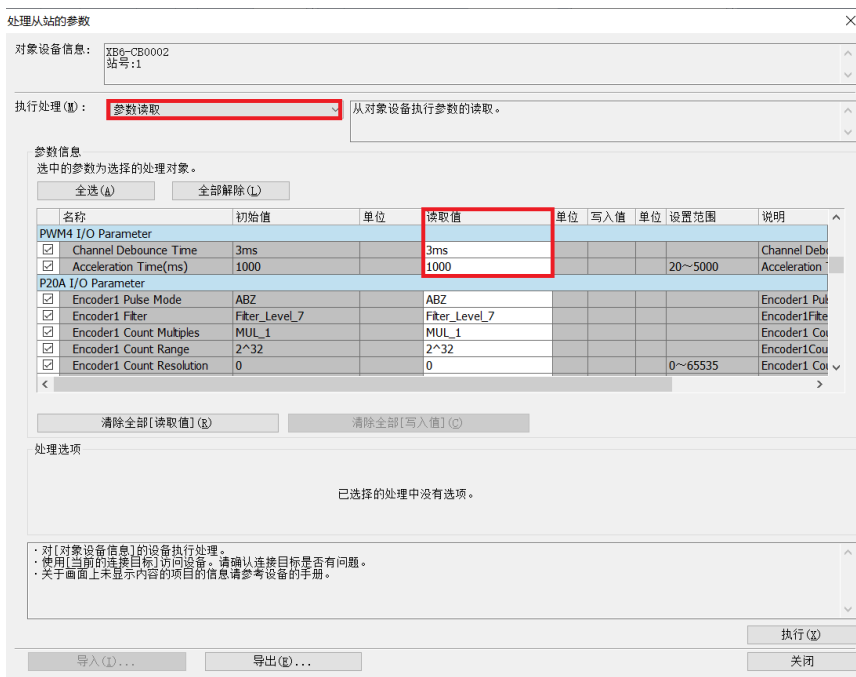 处理从站的参数
对象设备信息: XB6-CB0002
站号:1
执行处理(M): 参数读取 从对象设备执行参数的读取。
参数信息
选中的参数为选择的处理对象。
全选(A) 全部解除(L)
名称 初始值 单位 读取值 单位 写入值 单位 设置范围 说明
PWM4 I/O Parameter
Channel Debounce Time 3ms 3ms Channel Debo
Acceleration Time(ms) 1000 1000 20～5000 Acceleration
P20A I/O Parameter
Encoder1 Pulse Mode ABZ ABZ Encoder1 Pul
Encoder1 Filter Filter_Level_7 Filter_Level_7 Encoder1Filte
Encoder1 Count Multiples MUL_1 MUL_1 Encoder1 Cou
Encoder1 Count Range 2^32 2^32 Encoder1Cou
Encoder1 Count Resolution 0 0 0～65535 Encoder1 Cou
清除全部[读取值](R) 清除全部[写入值](C)
处理选项
已选择的处理中没有选项。
·对[对象设备信息]的设备执行处理。
·使用[当前的连接目标]访问设备。请确认连接目标是否有问题。
·关于画面上未显示内容的项目的信息请参考设备的手册。
执行(X)
导入(I)... 导出(E)... 关闭